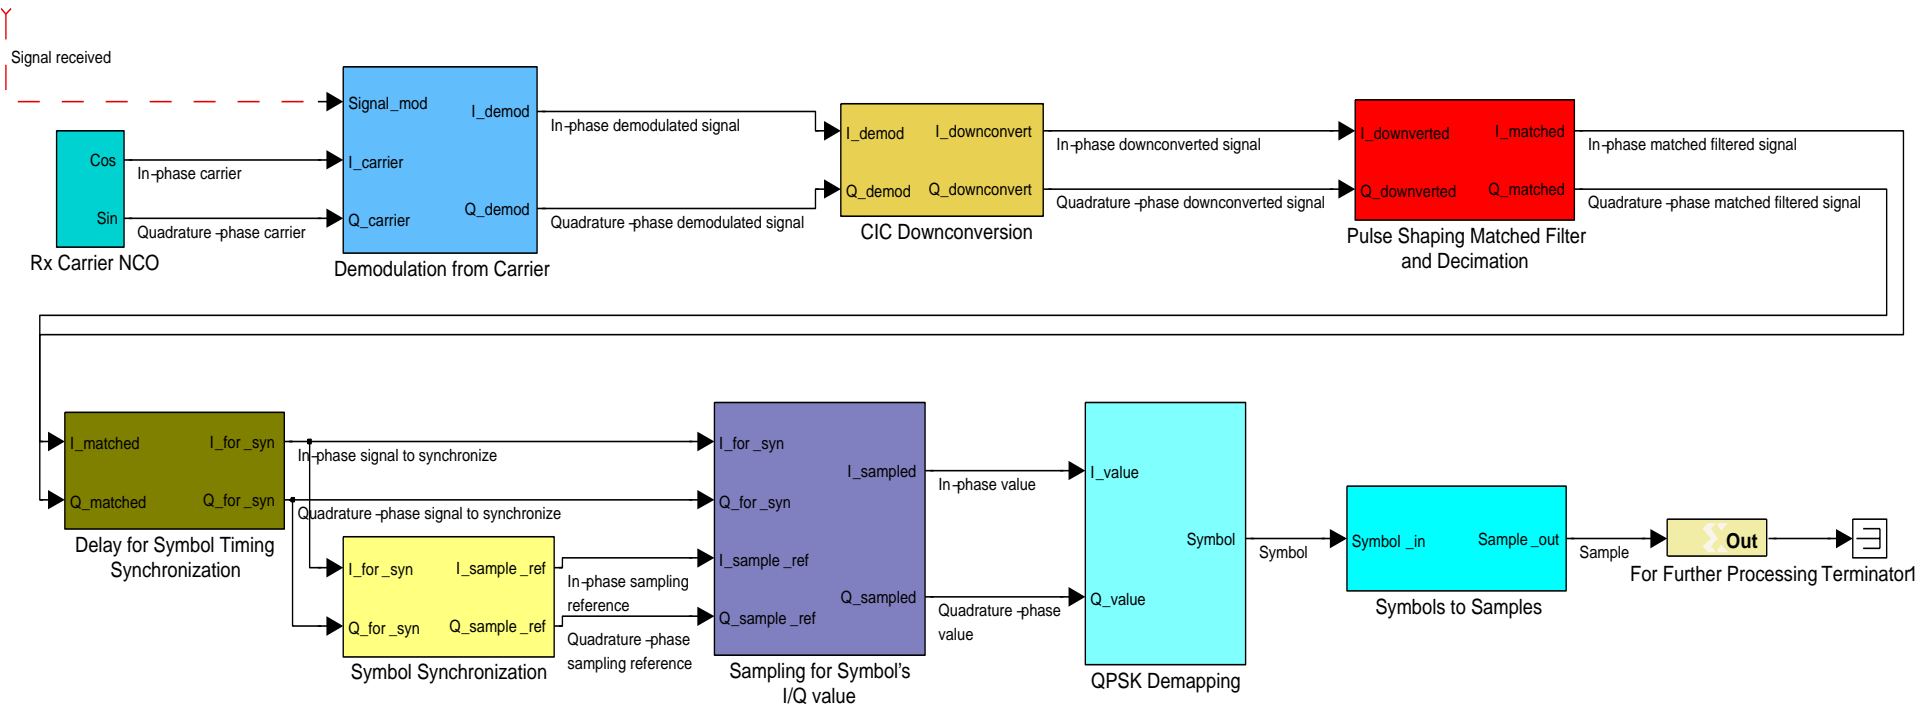 Signal received
Signal_mod
I_demod
In-phase demodulated signal
I_demod
I_downconvert
In-phase downconverted signal
I_downverted
I_matched
In-phase matched filtered signal
Cos
In-phase carrier
I_carrier
Q_demod
Quadrature-phase demodulated signal
Q_demod
Q_downconvert
Quadrature-phase downconverted signal
Q_downverted
Q_matched
Quadrature-phase matched filtered signal
Sin
Quadrature-phase carrier
Q_carrier
Rx Carrier NCO
Demodulation from Carrier
CIC Downconversion
Pulse Shaping Matched Filter
and Decimation
I_matched
I_for_syn
In-phase signal to synchronize
Q_matched
Q_for_syn
Quadrature-phase signal to synchronize
Delay for Symbol Timing
Synchronization
I_for_syn
I_sample_ref
In-phase sampling
reference
Q_for_syn
Q_sample_ref
Quadrature-phase
sampling reference
Symbol Synchronization
I_for_syn
Q_for_syn
I_sample_ref
Q_sample_ref
I_sampled
In-phase value
Q_sampled
Quadrature-phase
value
Sampling for Symbol's
I/Q value
I_value
Q_value
Symbol
Symbol
QPSK Demapping
Symbol_in
Sample_out
Sample
Symbols to Samples
Out
For Further Processing
Terminator1